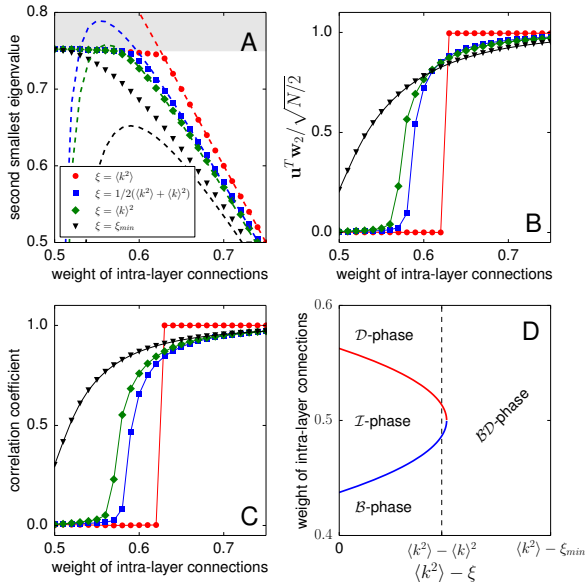 0.8
0.7
0.6
0.5
second smallest eigenvalue
A
ξ = ⟨k²⟩
ξ = 1/2(⟨k²⟩ + ⟨k⟩²)
ξ = ⟨k⟩²
ξ = ξ_min
0.5 0.6 0.7
weight of intra-layer connections
1.0
0.5
0.0
u^T w₂/√N/2
B
0.5 0.6 0.7
weight of intra-layer connections
1.0
0.5
0.0
correlation coefficient
C
0.5 0.6 0.7
weight of intra-layer connections
0.6
0.5
0.4
weight of intra-layer connections
D
𝒟-phase
ℐ-phase
ℬ-phase
ℬ𝒟-phase
0 ⟨k²⟩ − ⟨k⟩² ⟨k²⟩ − ξ_min
⟨k²⟩ − ξ